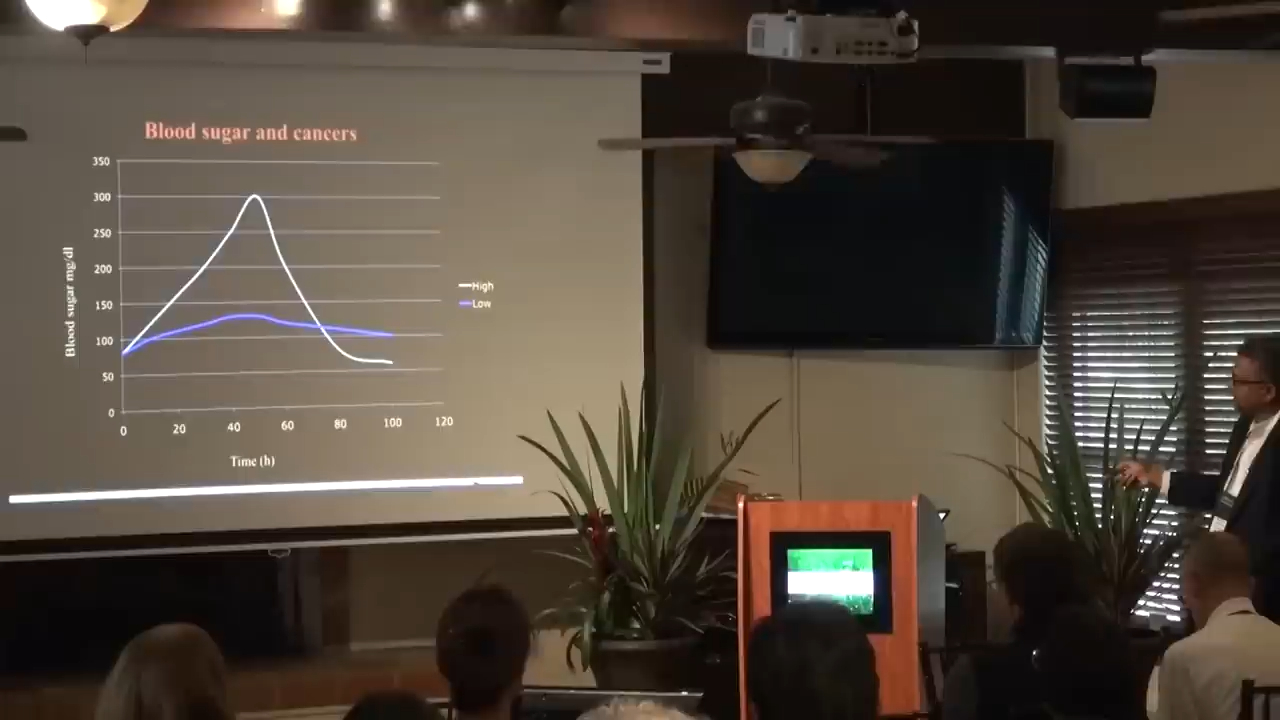 Blood sugar and cancers
350
300
250
200
150
100
50
0
Blood sugar mg/dl
0 20 40 60 80 100 120
Time (h)
High
Low